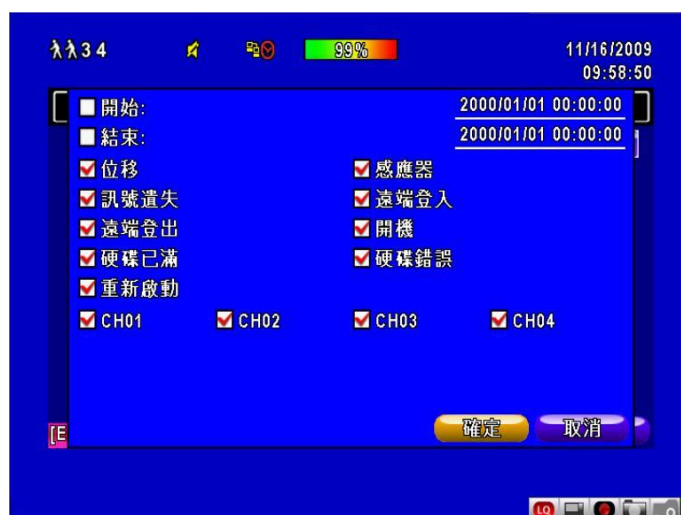 34 99% 11/16/2009
09:58:50
開始: 2000/01/01 00:00:00
結束: 2000/01/01 00:00:00
位移 感應器
訊號遺失 遠端登入
遠端登出 開機
硬碟已滿 硬碟錯誤
重新啟動
CH01 CH02 CH03 CH04
確定 取消
[E
LQ